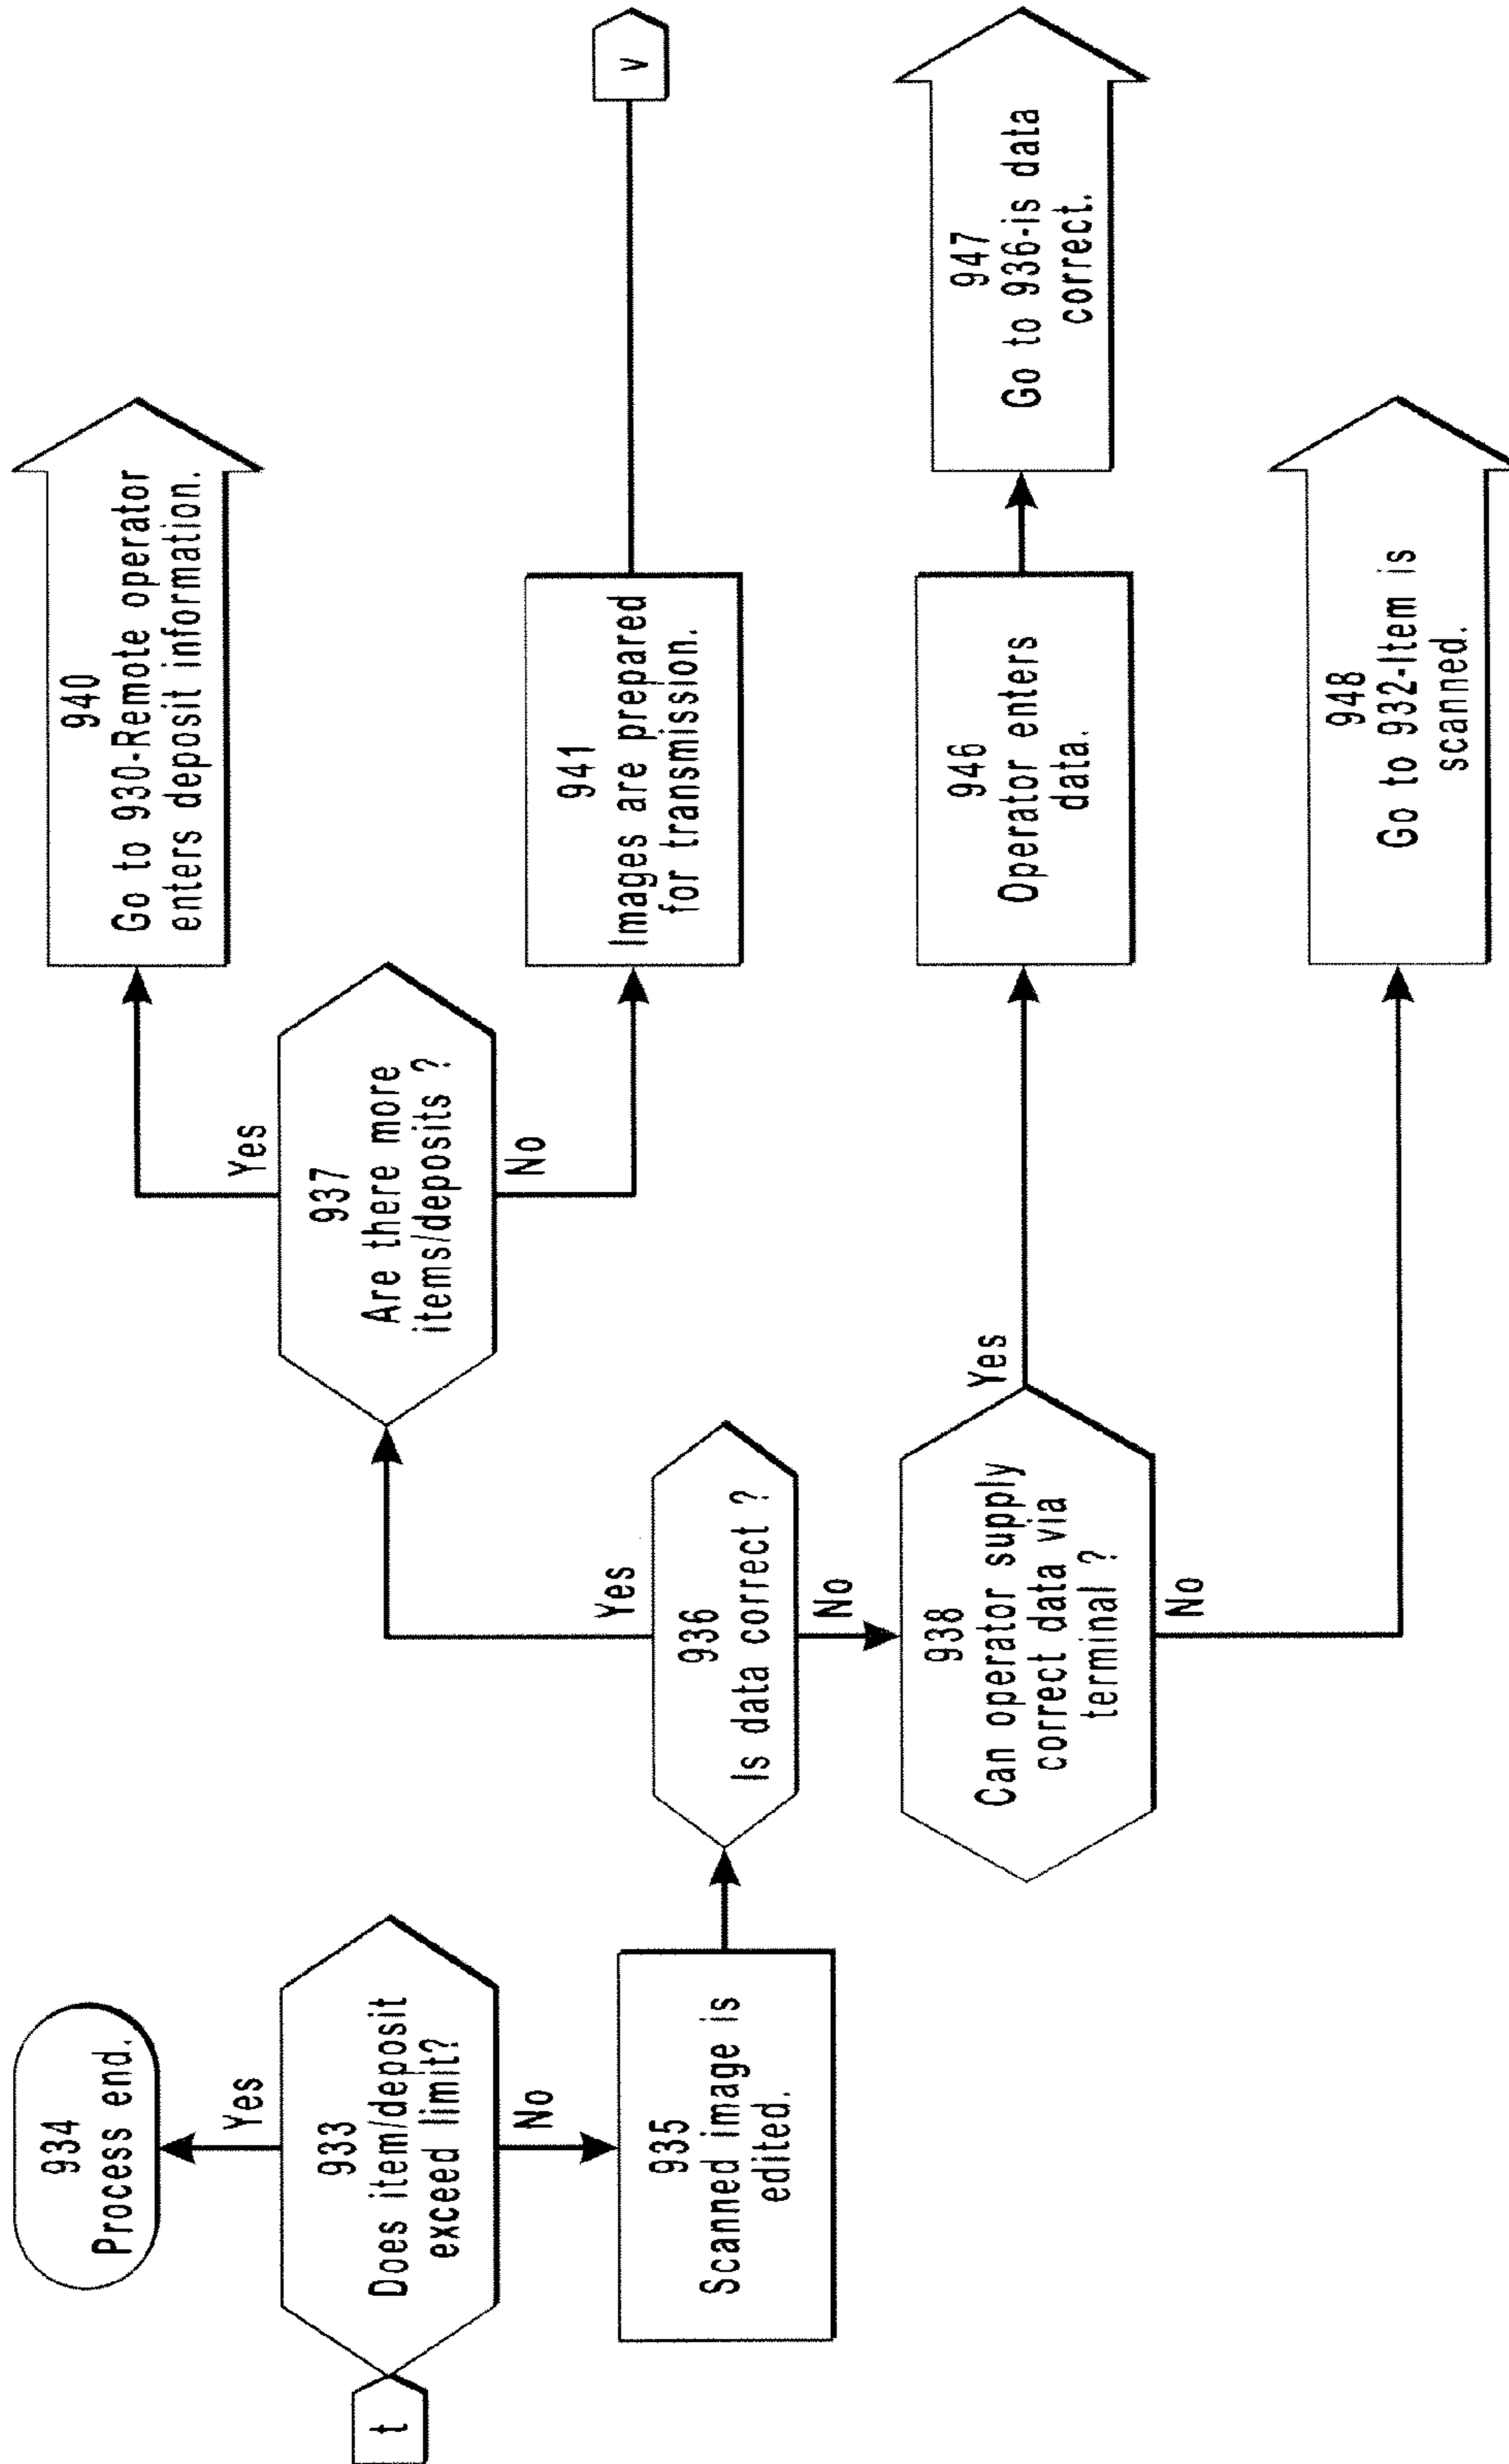 t
934
Process end.
Yes
933
Does item/deposit
exceed limit?
No
935
Scanned image is
edited.
Yes
936
Is data correct ?
No
938
Can operator supply
correct data via
terminal ?
Yes
No
Yes
937
Are there more
items/deposits ?
No
940
Go to 930-Remote operator
enters deposit information.
941
Images are prepared
for transmission.
v
946
Operator enters
data.
947
Go to 936-is data
correct.
948
Go to 932-Item is
scanned.